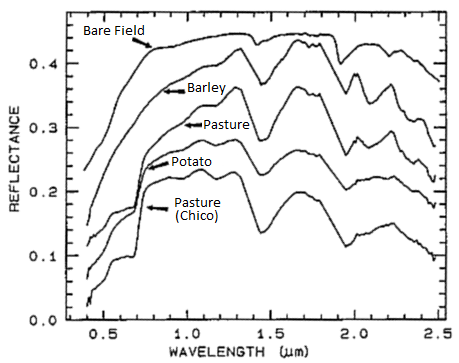 Bare Field
Barley
Pasture
Potato
Pasture
(Chico)
REFLECTANCE
0.4
0.3
0.2
0.1
0.0
0.5 1.0 1.5 2.0 2.5
WAVELENGTH (µm)